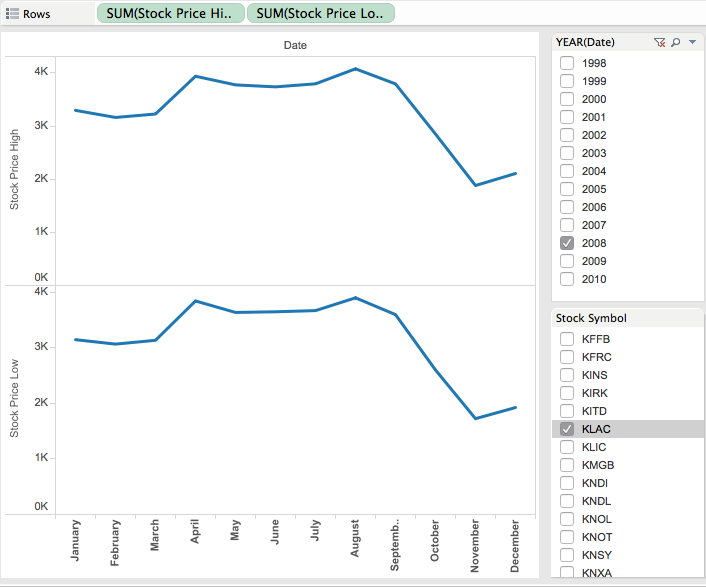 Rows
SUM(Stock Price Hi..
SUM(Stock Price Lo..
Date
Stock Price High
4K
3K
2K
1K
0K
Stock Price Low
4K
3K
2K
1K
0K
January
February
March
April
May
June
July
August
Septemb..
October
November
December
YEAR(Date)
1998
1999
2000
2001
2002
2003
2004
2005
2006
2007
2008
2009
2010
Stock Symbol
KFFB
KFRC
KINS
KIRK
KITD
KLAC
KLIC
KMGB
KNDI
KNDL
KNOL
KNOT
KNSY
KNXA